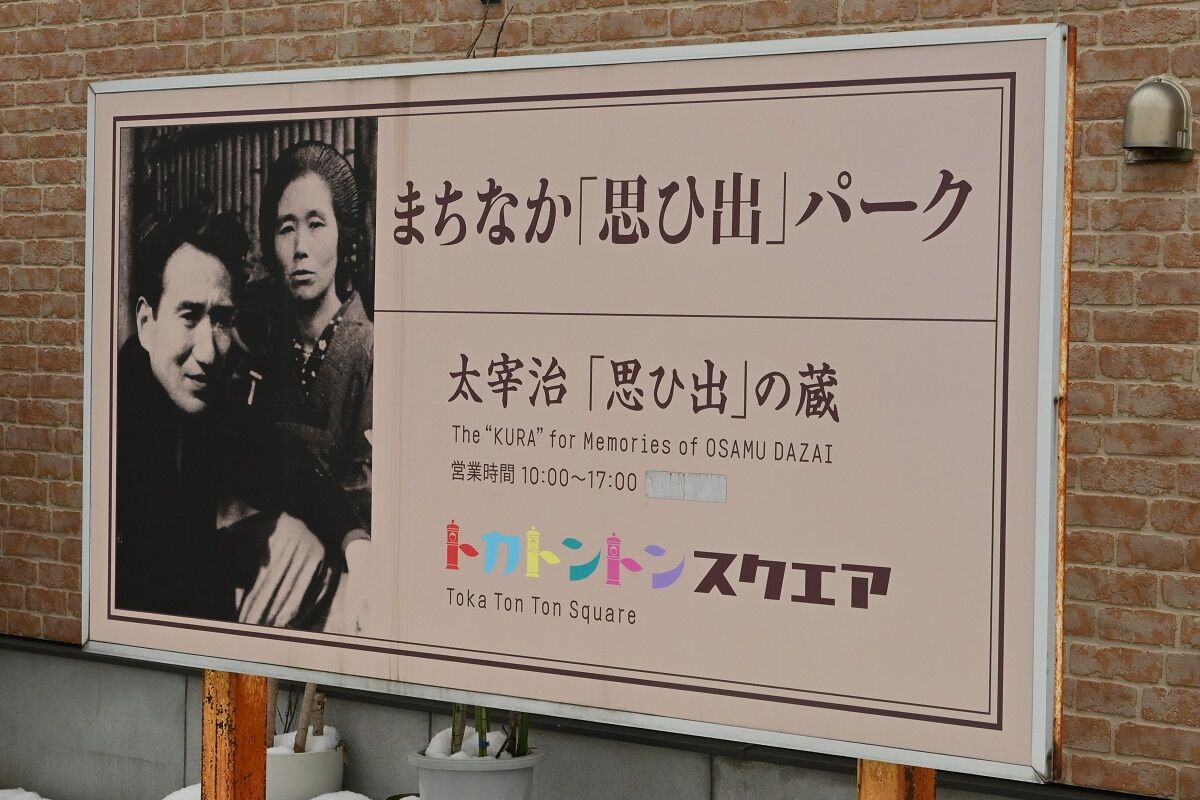 まちなか「思ひ出」パーク
太宰治「思ひ出」の蔵
The “KURA” for Memories of OSAMU DAZAI
営業時間 10:00～17:00
トカトントンスクエア
Toka Ton Ton Square